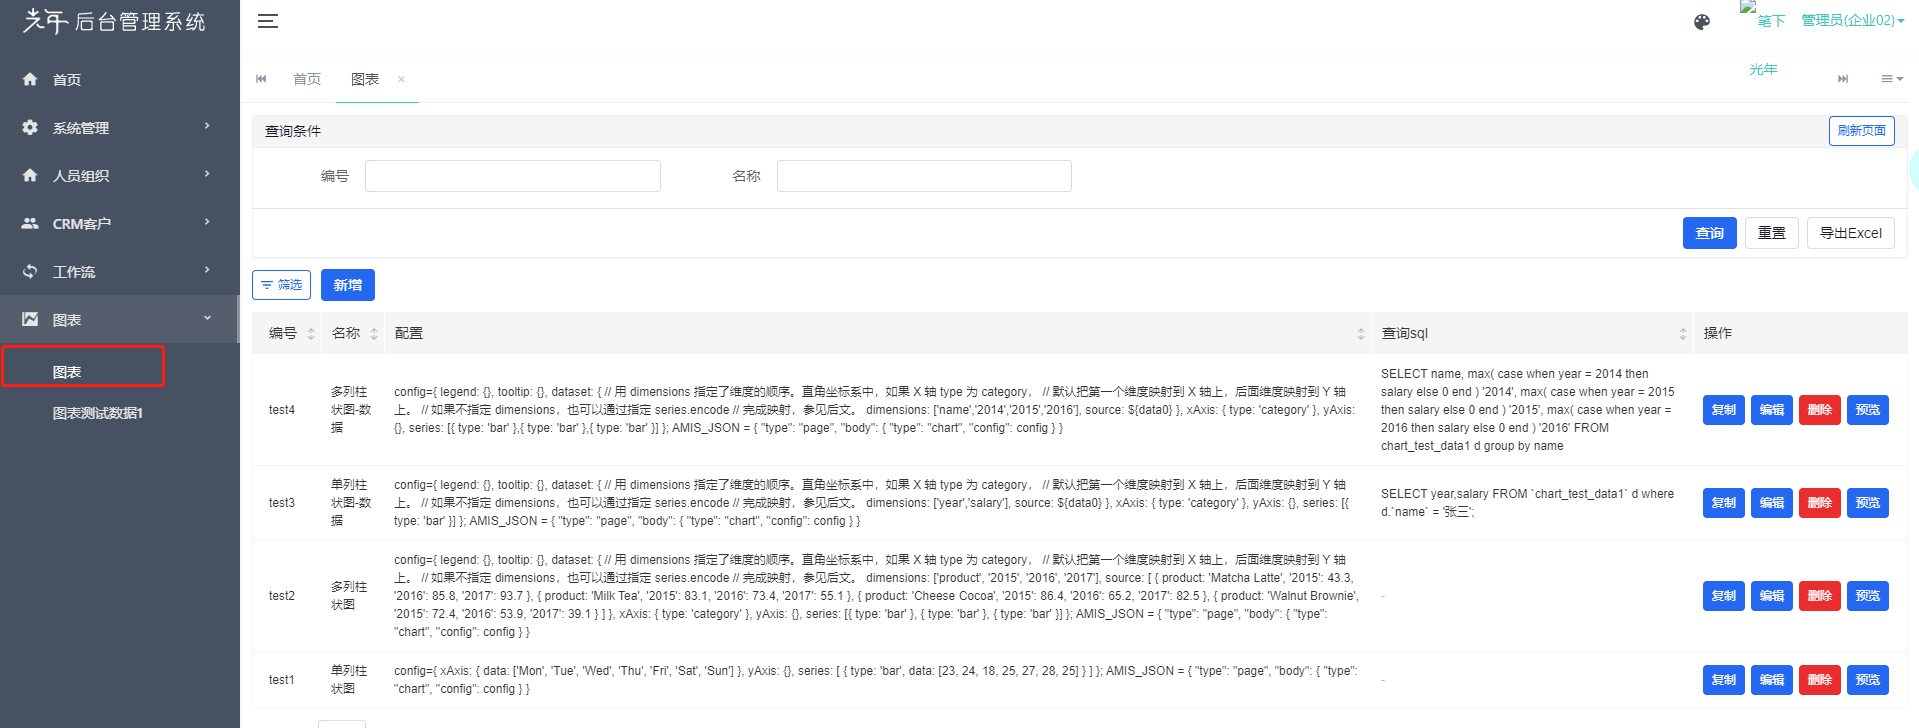 光年 后台管理系统
笔下光年
管理员(企业02)
首页
系统管理
人员组织
CRM客户
工作流
图表
图表
图表测试数据1
首页
图表 ×
查询条件
刷新页面
编号
名称
查询
重置
导出Excel
筛选
新增
编号
名称
配置
查询sql
操作
test4
多列柱
状图-数
据
config={ legend: {}, tooltip: {}, dataset: { // 用 dimensions 指定了维度的顺序。直角坐标系中，如果 X 轴 type 为 category， // 默认把第一个维度映射到 X 轴上，后面维度映射到 Y 轴
上。 // 如果不指定 dimensions，也可以通过指定 series.encode // 完成映射，参见后文。 dimensions: ['name','2014','2015','2016'], source: ${data0} }, xAxis: { type: 'category' }, yAxis:
{}, series: [{ type: 'bar' },{ type: 'bar' },{ type: 'bar' }] }; AMIS_JSON = { "type": "page", "body": { "type": "chart", "config": config } }
SELECT name, max( case when year = 2014 then
salary else 0 end ) '2014', max( case when year = 2015
then salary else 0 end ) '2015', max( case when year =
2016 then salary else 0 end ) '2016' FROM
chart_test_data1 d group by name
复制 编辑 删除 预览
test3
单列柱
状图-数
据
config={ legend: {}, tooltip: {}, dataset: { // 用 dimensions 指定了维度的顺序。直角坐标系中，如果 X 轴 type 为 category， // 默认把第一个维度映射到 X 轴上，后面维度映射到 Y 轴
上。 // 如果不指定 dimensions，也可以通过指定 series.encode // 完成映射，参见后文。 dimensions: ['year','salary'], source: ${data0} }, xAxis: { type: 'category' }, yAxis: {}, series: [{
type: 'bar' }] }; AMIS_JSON = { "type": "page", "body": { "type": "chart", "config": config } }
SELECT year,salary FROM `chart_test_data1` d where
d.`name` = '张三';
复制 编辑 删除 预览
test2
多列柱
状图
config={ legend: {}, tooltip: {}, dataset: { // 用 dimensions 指定了维度的顺序。直角坐标系中，如果 X 轴 type 为 category， // 默认把第一个维度映射到 X 轴上，后面维度映射到 Y 轴
上。 // 如果不指定 dimensions，也可以通过指定 series.encode // 完成映射，参见后文。 dimensions: ['product', '2015', '2016', '2017'], source: [ { product: 'Matcha Latte', '2015': 43.3,
'2016': 85.8, '2017': 93.7 }, { product: 'Milk Tea', '2015': 83.1, '2016': 73.4, '2017': 55.1 }, { product: 'Cheese Cocoa', '2015': 86.4, '2016': 65.2, '2017': 82.5 }, { product: 'Walnut Brownie',
'2015': 72.4, '2016': 53.9, '2017': 39.1 } ] }, xAxis: { type: 'category' }, yAxis: {}, series: [{ type: 'bar' }, { type: 'bar' }, { type: 'bar' }] }; AMIS_JSON = { "type": "page", "body": { "type":
"chart", "config": config } }
-
复制 编辑 删除 预览
test1
单列柱
状图
config={ xAxis: { data: ['Mon', 'Tue', 'Wed', 'Thu', 'Fri', 'Sat', 'Sun'] }, yAxis: {}, series: [ { type: 'bar', data: [23, 24, 18, 25, 27, 28, 25] } ] }; AMIS_JSON = { "type": "page", "body": { "type":
"chart", "config": config } }
-
复制 编辑 删除 预览